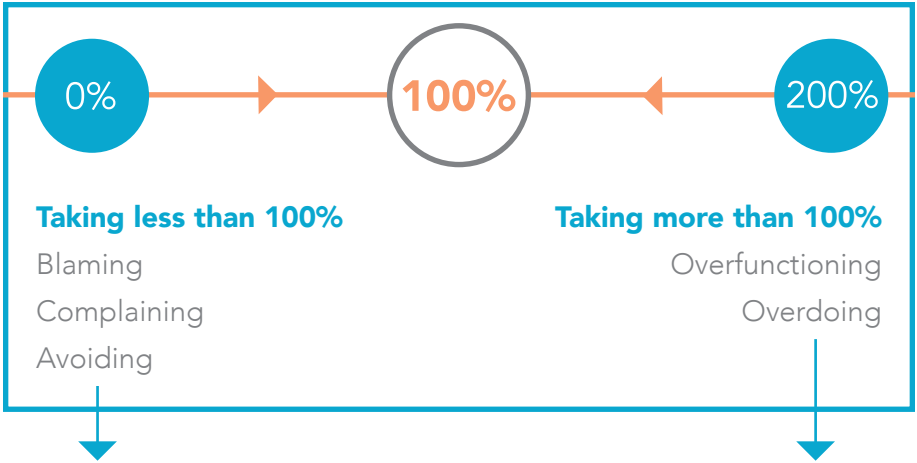 0%
100%
200%
Taking less than 100%
Blaming
Complaining
Avoiding
Taking more than 100%
Overfunctioning
Overdoing